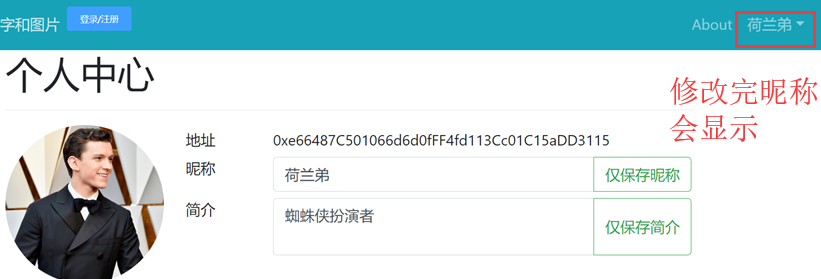 字和图片 登录/注册 About 荷兰弟
个人中心
修改完昵称
会显示
地址 0xe66487C501066d6d0fFF4fd113Cc01C15aDD3115
昵称 荷兰弟 仅保存昵称
简介 蜘蛛侠扮演者 仅保存简介